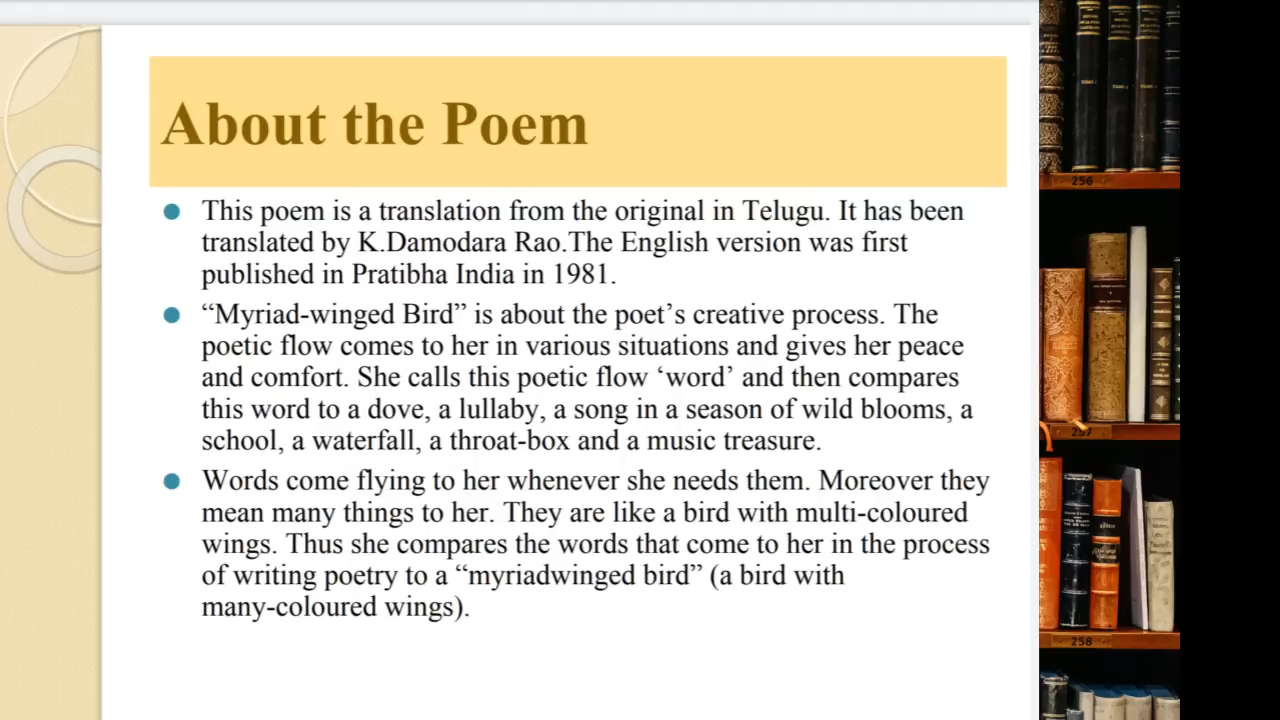 About the Poem
This poem is a translation from the original in Telugu. It has been
translated by K.Damodara Rao.The English version was first
published in Pratibha India in 1981.
“Myriad-winged Bird” is about the poet’s creative process. The
poetic flow comes to her in various situations and gives her peace
and comfort. She calls this poetic flow ‘word’ and then compares
this word to a dove, a lullaby, a song in a season of wild blooms, a
school, a waterfall, a throat-box and a music treasure.
Words come flying to her whenever she needs them. Moreover they
mean many things to her. They are like a bird with multi-coloured
wings. Thus she compares the words that come to her in the process
of writing poetry to a “myriadwinged bird” (a bird with
many-coloured wings).
256
257
258